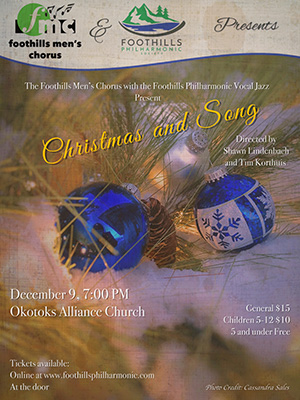 fmc
foothills men's
chorus
&
FOOTHILLS
PHILHARMONIC
SOCIETY
Presents
The Foothills Men's Chorus with the Foothills Philharmonic Vocal Jazz
Present
Christmas and Song
Directed by
Shawn Lindenbach
and Tim Korthuis
December 9, 7:00 PM
Okotoks Alliance Church
General $15
Children 5-12 $10
5 and under Free
Tickets available:
Online at www.foothillsphilharmonic.com
At the door
Photo Credit: Cassandra Sales